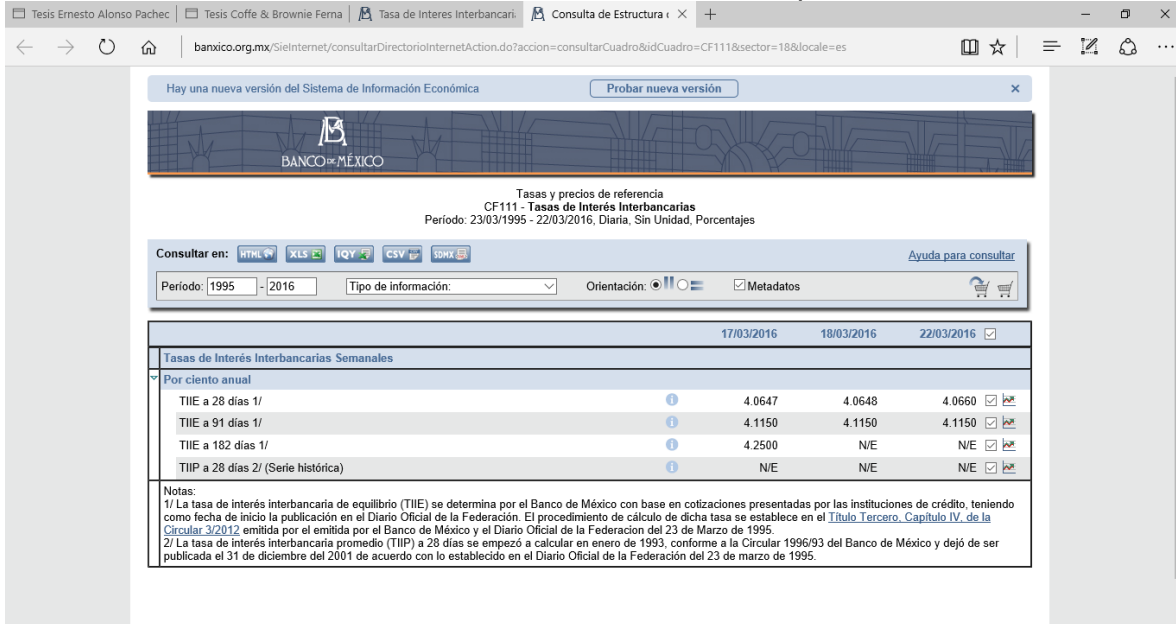 Tesis Ernesto Alonso Pachec
Tesis Coffe & Brownie Ferna
Tasa de Interes Interbancari
Consulta de Estructura
banxico.org.mx/SieInternet/consultarDirectorioInternetAction.do?accion=consultarCuadro&idCuadro=CF111&sector=18&locale=es
Hay una nueva versión del Sistema de Información Económica Probar nueva versión
BANCO DE MÉXICO
Tasas y precios de referencia
CF111 - Tasas de Interés Interbancarias
Período: 23/03/1995 - 22/03/2016, Diaria, Sin Unidad, Porcentajes
Consultar en: HTML XLS IQY CSV SDMX Ayuda para consultar
Período: 1995 - 2016 Tipo de información: Orientación: Metadatos
17/03/2016 18/03/2016 22/03/2016
Tasas de Interés Interbancarias Semanales
Por ciento anual
TIIE a 28 días 1/ 4.0647 4.0648 4.0660
TIIE a 91 días 1/ 4.1150 4.1150 4.1150
TIIE a 182 días 1/ 4.2500 N/E N/E
TIIP a 28 días 2/ (Serie histórica) N/E N/E N/E
Notas:
1/ La tasa de interés interbancaria de equilibrio (TIIE) se determina por el Banco de México con base en cotizaciones presentadas por las instituciones de crédito, teniendo
como fecha de inicio la publicación en el Diario Oficial de la Federación. El procedimiento de cálculo de dicha tasa se establece en el Título Tercero, Capítulo IV, de la
Circular 3/2012 emitida por el emitida por el Banco de México y el Diario Oficial de la Federacion del 23 de Marzo de 1995.
2/ La tasa de interés interbancaria promedio (TIIP) a 28 días se empezó a calcular en enero de 1993, conforme a la Circular 1996/93 del Banco de México y dejó de ser
publicada el 31 de diciembre del 2001 de acuerdo con lo establecido en el Diario Oficial de la Federación del 23 de marzo de 1995.